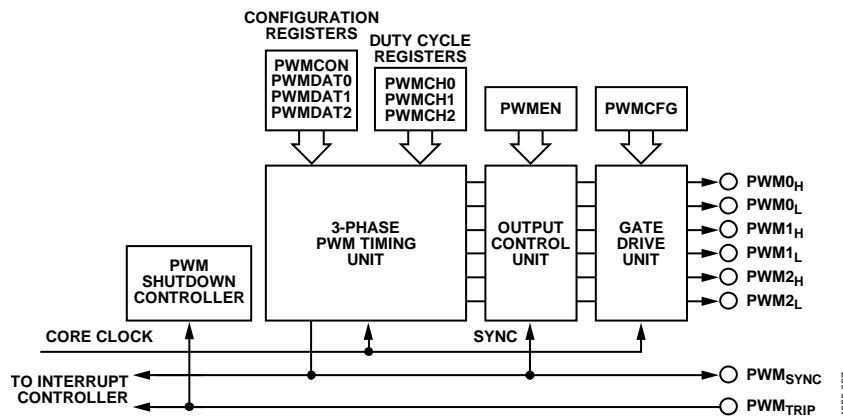 CONFIGURATION
REGISTERS
DUTY CYCLE
REGISTERS
PWMCON
PWMDAT0
PWMDAT1
PWMDAT2
PWMCH0
PWMCH1
PWMCH2
PWMEN
PWMCFG
3-PHASE
PWM TIMING
UNIT
OUTPUT
CONTROL
UNIT
GATE
DRIVE
UNIT
PWM0H
PWM0L
PWM1H
PWM1L
PWM2H
PWM2L
PWM
SHUTDOWN
CONTROLLER
CORE CLOCK
SYNC
TO INTERRUPT
CONTROLLER
PWMSYNC
PWMTRIP